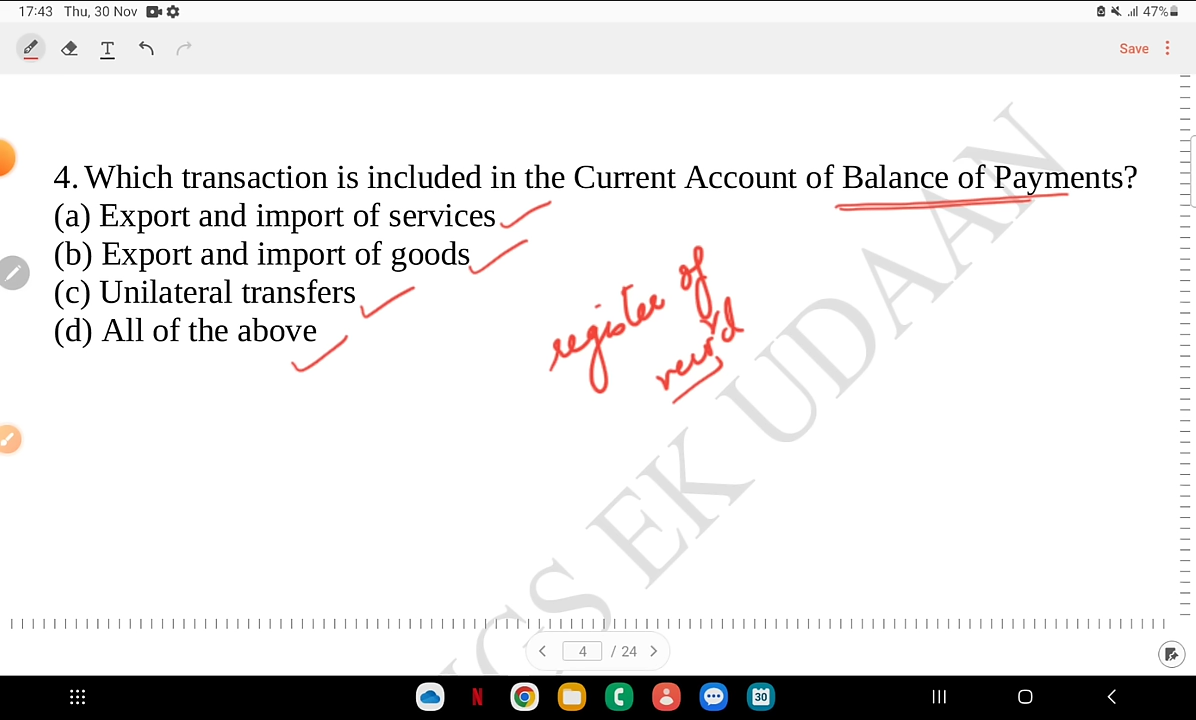 17:43 Thu, 30 Nov
47%
T
Save
4. Which transaction is included in the Current Account of Balance of Payments?
(a) Export and import of services
(b) Export and import of goods
(c) Unilateral transfers
(d) All of the above
register of
record
ICS EK UDAAN
4 / 24
N
30